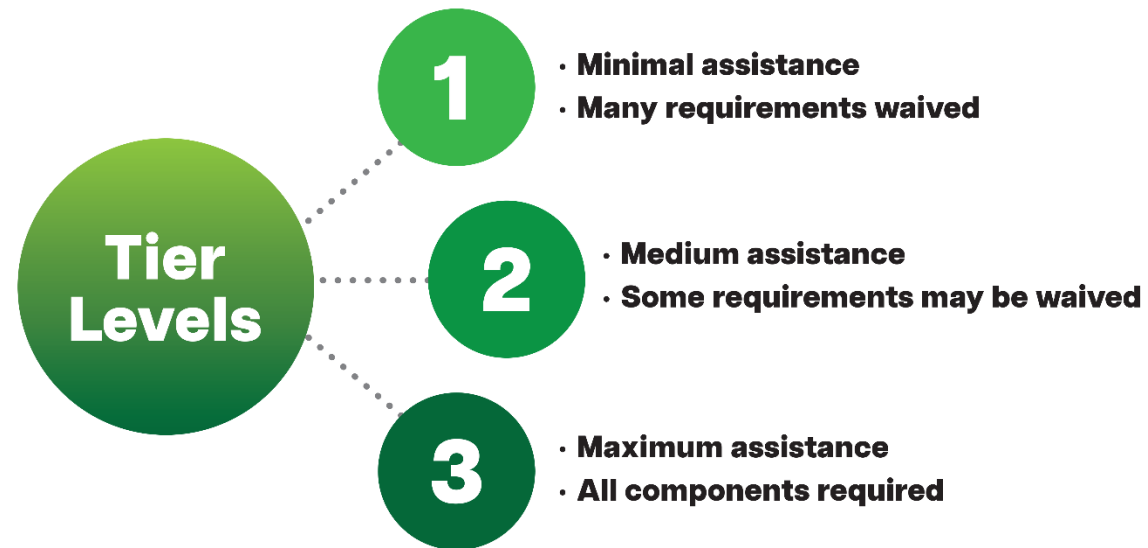 Tier
Levels
1
· Minimal assistance
· Many requirements waived
2
· Medium assistance
· Some requirements may be waived
3
· Maximum assistance
· All components required